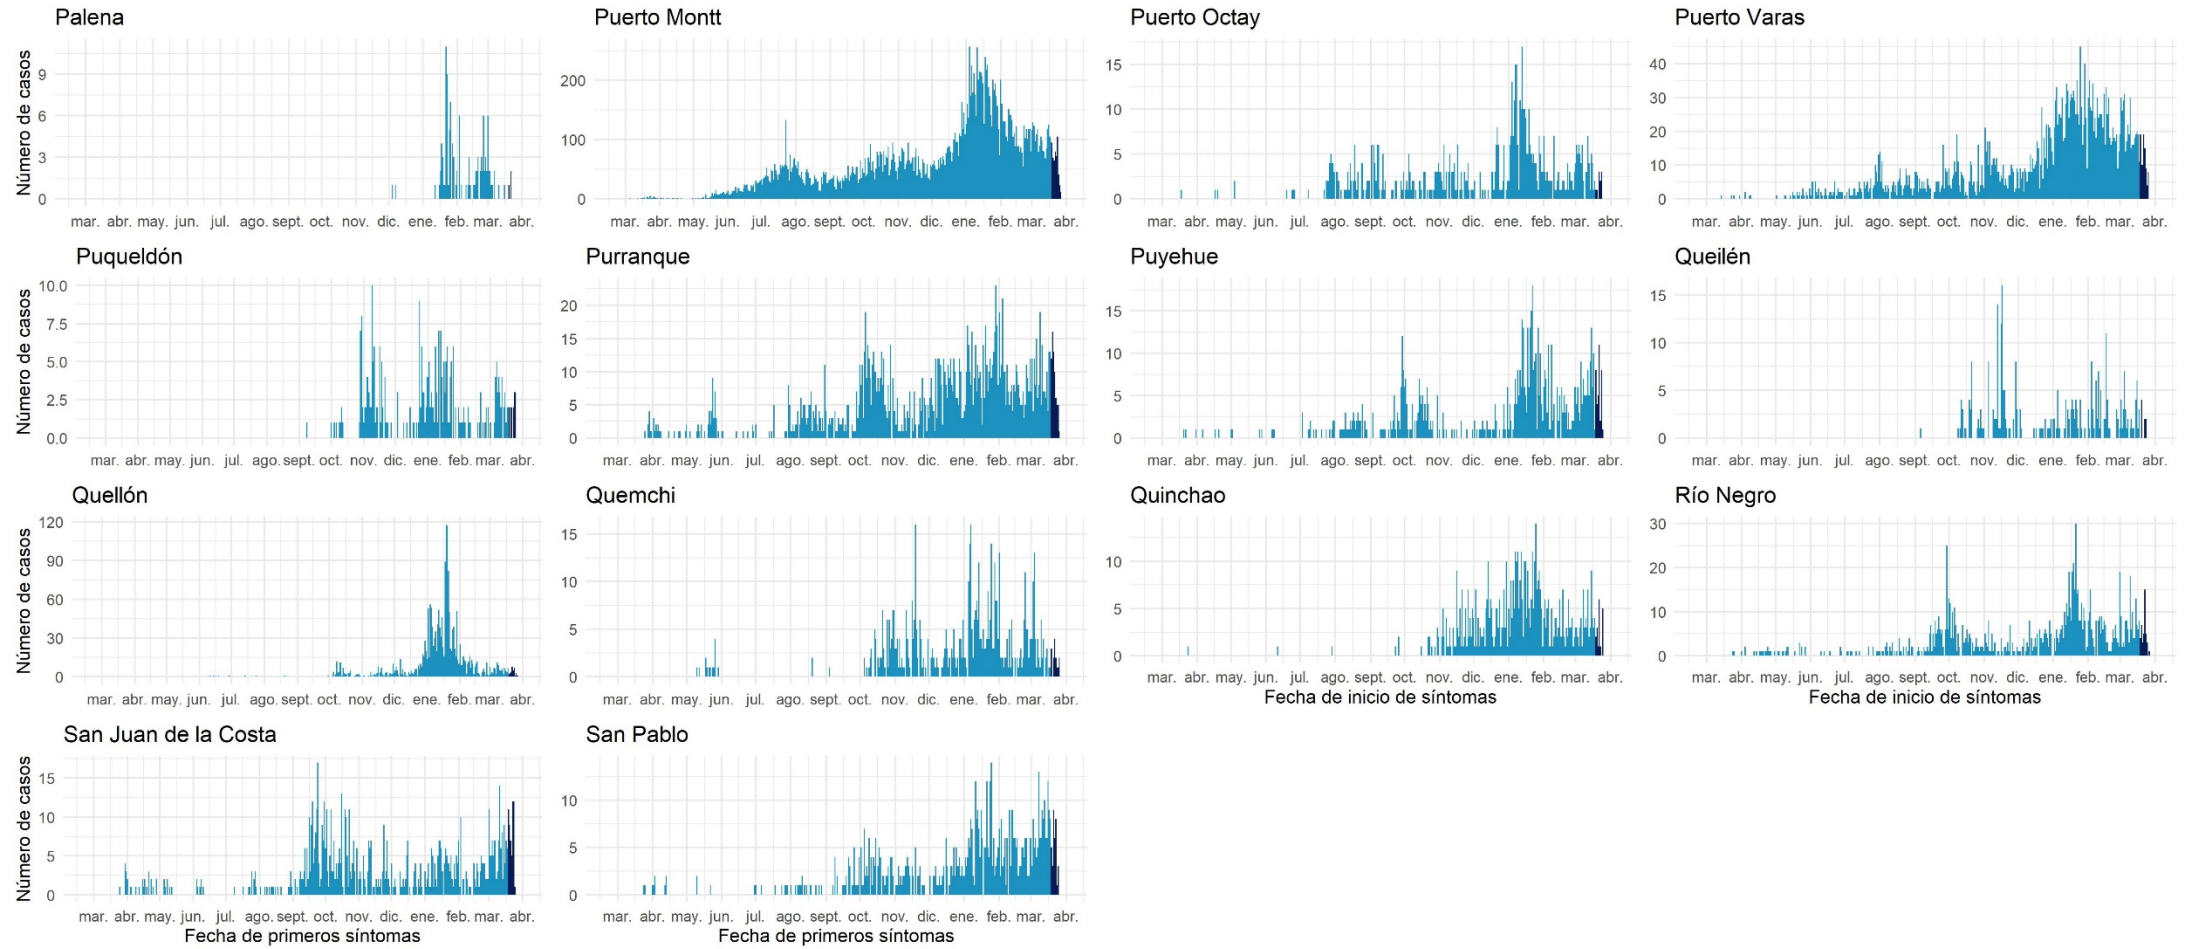 Palena
Número de casos
9
6
3
0
mar. abr. may. jun. jul. ago. sept. oct. nov. dic. ene. feb. mar. abr.
Puerto Montt
200
100
0
mar. abr. may. jun. jul. ago. sept. oct. nov. dic. ene. feb. mar. abr.
Puerto Octay
15
10
5
0
mar. abr. may. jun. jul. ago. sept. oct. nov. dic. ene. feb. mar. abr.
Puerto Varas
40
30
20
10
0
mar. abr. may. jun. jul. ago. sept. oct. nov. dic. ene. feb. mar. abr.
Puqueldón
Número de casos
10.0
7.5
5.0
2.5
0.0
mar. abr. may. jun. jul. ago. sept. oct. nov. dic. ene. feb. mar. abr.
Purranque
20
15
10
5
0
mar. abr. may. jun. jul. ago. sept. oct. nov. dic. ene. feb. mar. abr.
Puyehue
15
10
5
0
mar. abr. may. jun. jul. ago. sept. oct. nov. dic. ene. feb. mar. abr.
Queilén
15
10
5
0
mar. abr. may. jun. jul. ago. sept. oct. nov. dic. ene. feb. mar. abr.
Quellón
Número de casos
120
90
60
30
0
mar. abr. may. jun. jul. ago. sept. oct. nov. dic. ene. feb. mar. abr.
Quemchi
15
10
5
0
mar. abr. may. jun. jul. ago. sept. oct. nov. dic. ene. feb. mar. abr.
Quinchao
10
5
0
mar. abr. may. jun. jul. ago. sept. oct. nov. dic. ene. feb. mar. abr.
Fecha de inicio de síntomas
Río Negro
30
20
10
0
mar. abr. may. jun. jul. ago. sept. oct. nov. dic. ene. feb. mar. abr.
Fecha de inicio de síntomas
San Juan de la Costa
Número de casos
15
10
5
0
mar. abr. may. jun. jul. ago. sept. oct. nov. dic. ene. feb. mar. abr.
Fecha de primeros síntomas
San Pablo
10
5
0
mar. abr. may. jun. jul. ago. sept. oct. nov. dic. ene. feb. mar. abr.
Fecha de primeros síntomas